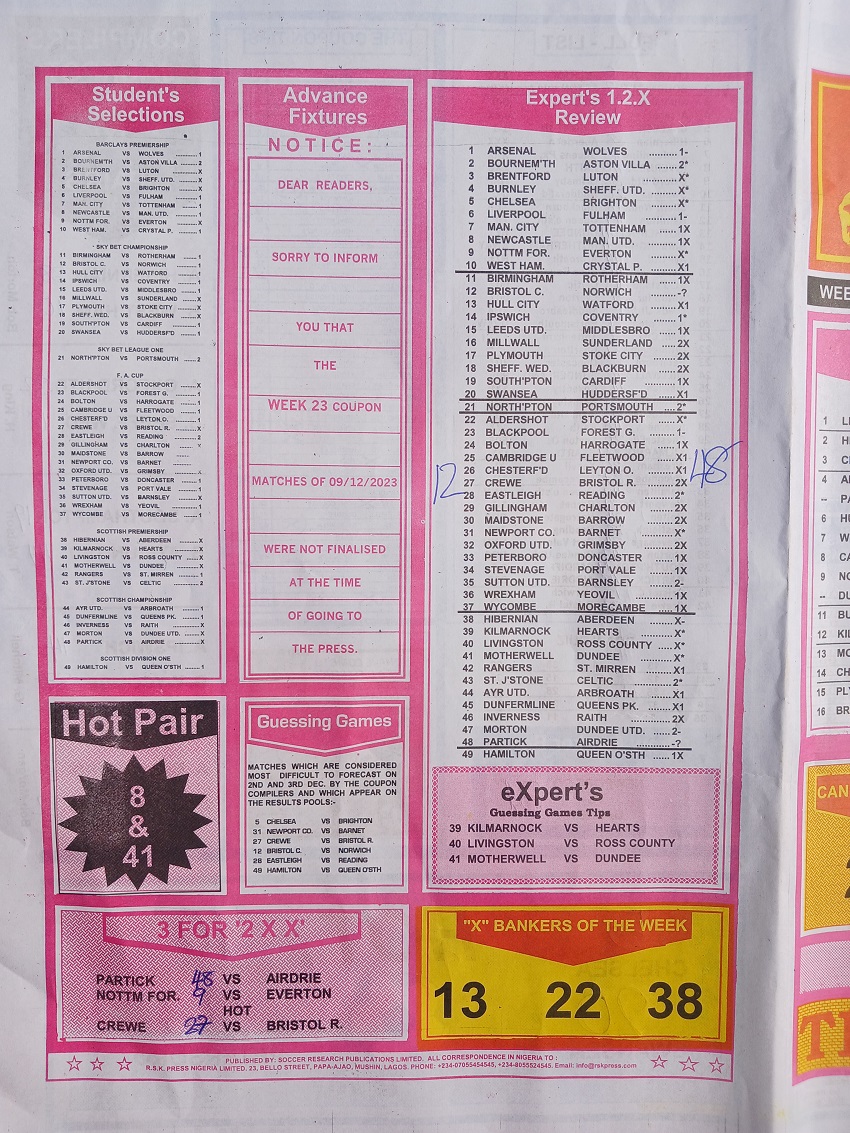 Student's
Selections
BARCLAYS PREMIERSHIP
1 ARSENAL VS WOLVES ........1
2 BOURNEM'TH VS ASTON VILLA ..2
3 BRENTFORD VS LUTON ........X
4 BURNLEY VS SHEFF. UTD. ....X
5 CHELSEA VS BRIGHTON ......X
6 LIVERPOOL VS FULHAM .......1
7 MAN. CITY VS TOTTENHAM ...1
8 NEWCASTLE VS MAN. UTD. ...1
9 NOTTM FOR. VS EVERTON ....X
10 WEST HAM. VS CRYSTAL P. ....1
SKY BET CHAMPIONSHIP
11 BIRMINGHAM VS ROTHERHAM ......1
12 BRISTOL C. VS NORWICH ......1
13 HULL CITY VS WATFORD ......1
14 IPSWICH VS COVENTRY ......1
15 LEEDS UTD. VS MIDDLESBRO ....1
16 MILLWALL VS SUNDERLAND ....X
17 PLYMOUTH VS STOKE CITY ....X
18 SHEFF. WED. VS BLACKBURN ....X
19 SOUTH'PTON VS CARDIFF ......1
20 SWANSEA VS HUDDERSF'D ....1
SKY BET LEAGUE ONE
21 NORTH'PTON VS PORTSMOUTH ......2
F. A. CUP
22 ALDERSHOT VS STOCKPORT ......X
23 BLACKPOOL VS FOREST G. ......1
24 BOLTON VS HARROGATE ......1
25 CAMBRIDGE U VS FLEETWOOD ......1
26 CHESTERF'D VS LEYTON O. ......1
27 CREWE VS BRISTOL R. ......X
28 EASTLEIGH VS READING ......2
29 GILLINGHAM VS CHARLTON ......X
30 MAIDSTONE VS BARROW ......
31 NEWPORT CO. VS BARNET ......
32 OXFORD UTD. VS GRIMSBY ......
33 PETERBORO VS DONCASTER ......1
34 STEVENAGE VS PORT VALE ......1
35 SUTTON UTD. VS BARNSLEY ......X
36 WREXHAM VS YEOVIL ......1
37 WYCOMBE VS MORECAMBE ......1
SCOTTISH PREMIERSHIP
38 HIBERNIAN VS ABERDEEN ......X
39 KILMARNOCK VS HEARTS ......X
40 LIVINGSTON VS ROSS COUNTY ....X
41 MOTHERWELL VS DUNDEE ......X
42 RANGERS VS ST. MIRREN ......1
43 ST. J'STONE VS CELTIC ......2
SCOTTISH CHAMPIONSHIP
44 AYR UTD. VS ARBROATH ......1
45 DUNFERMLINE VS QUEENS PK. ......1
46 INVERNESS VS RAITH ......X
47 MORTON VS DUNDEE UTD. ....X
48 PARTICK VS AIRDRIE ......X
SCOTTISH DIVISION ONE
49 HAMILTON VS QUEEN O'STH ......1
Advance
Fixtures
NOTICE:
DEAR READERS,
SORRY TO INFORM
YOU THAT
THE
WEEK 23 COUPON
MATCHES OF 09/12/2023
WERE NOT FINALISED
AT THE TIME
OF GOING TO
THE PRESS.
Expert's 1.2.X
Review
1 ARSENAL WOLVES ..........1-
2 BOURNEM'TH ASTON VILLA ......2*
3 BRENTFORD LUTON ..........X*
4 BURNLEY SHEFF. UTD. ......X*
5 CHELSEA BRIGHTON ......X*
6 LIVERPOOL FULHAM ..........1-
7 MAN. CITY TOTTENHAM ......1X
8 NEWCASTLE MAN. UTD. ......1X
9 NOTTM FOR. EVERTON ......X*
10 WEST HAM. CRYSTAL P. ......X1
11 BIRMINGHAM ROTHERHAM ......1X
12 BRISTOL C. NORWICH ......-?
13 HULL CITY WATFORD ......X1
14 IPSWICH COVENTRY ......1*
15 LEEDS UTD. MIDDLESBRO ....1X
16 MILLWALL SUNDERLAND ....2X
17 PLYMOUTH STOKE CITY ......2X
18 SHEFF. WED. BLACKBURN ......2X
19 SOUTH'PTON CARDIFF ......1X
20 SWANSEA HUDDERSF'D ....X1
21 NORTH'PTON PORTSMOUTH ....2*
22 ALDERSHOT STOCKPORT ......X*
23 BLACKPOOL FOREST G. ......1-
24 BOLTON HARROGATE ......1X
25 CAMBRIDGE U FLEETWOOD ......X1
26 CHESTERF'D LEYTON O. ......X1
27 CREWE BRISTOL R. ......2X
12 48
28 EASTLEIGH READING ......2*
29 GILLINGHAM CHARLTON ......2X
30 MAIDSTONE BARROW ......2X
31 NEWPORT CO. BARNET ......X*
32 OXFORD UTD. GRIMSBY ......2X
33 PETERBORO DONCASTER ......1X
34 STEVENAGE PORT VALE ......1X
35 SUTTON UTD. BARNSLEY ......2-
36 WREXHAM YEOVIL ......1X
37 WYCOMBE MORECAMBE ......1X
38 HIBERNIAN ABERDEEN ......X-
39 KILMARNOCK HEARTS ......X*
40 LIVINGSTON ROSS COUNTY ....X*
41 MOTHERWELL DUNDEE ......X*
42 RANGERS ST. MIRREN ......X1
43 ST. J'STONE CELTIC ......2*
44 AYR UTD. ARBROATH ......X1
45 DUNFERMLINE QUEENS PK. ......X1
46 INVERNESS RAITH ......2X
47 MORTON DUNDEE UTD. ....2-
48 PARTICK AIRDRIE ......-?
49 HAMILTON QUEEN O'STH ......1X
eXpert's
Guessing Games Tips
39 KILMARNOCK VS HEARTS
40 LIVINGSTON VS ROSS COUNTY
41 MOTHERWELL VS DUNDEE
Hot Pair
8
&
41
Guessing Games
MATCHES WHICH ARE CONSIDERED
MOST DIFFICULT TO FORECAST ON
2ND AND 3RD DEC. BY THE COUPON
COMPILERS AND WHICH APPEAR ON
THE RESULTS POOLS:-
5 CHELSEA VS BRIGHTON
31 NEWPORT CO. VS BARNET
27 CREWE VS BRISTOL R.
12 BRISTOL C. VS NORWICH
28 EASTLEIGH VS READING
49 HAMILTON VS QUEEN O'STH
3 FOR '2 X X'
PARTICK 48 VS AIRDRIE
NOTTM FOR. 9 VS EVERTON
HOT
CREWE 27 VS BRISTOL R.
"X" BANKERS OF THE WEEK
13 22 38
PUBLISHED BY: SOCCER RESEARCH PUBLICATIONS LIMITED. ALL CORRESPONDENCE IN NIGERIA TO :
R.S.K. PRESS NIGERIA LIMITED. 23, BELLO STREET, PAPA-AJAO, MUSHIN, LAGOS. PHONE: +234-07055454545, +234-8055524545. Email: info@rskpress.com
WEE
1 L
2 H
3 C
4 A
-- PA
6 H
7 W
8 C
9 N
-- DU
11 BU
12 KIL
13 MO
14 CH
15 PL
16 BR
CAN